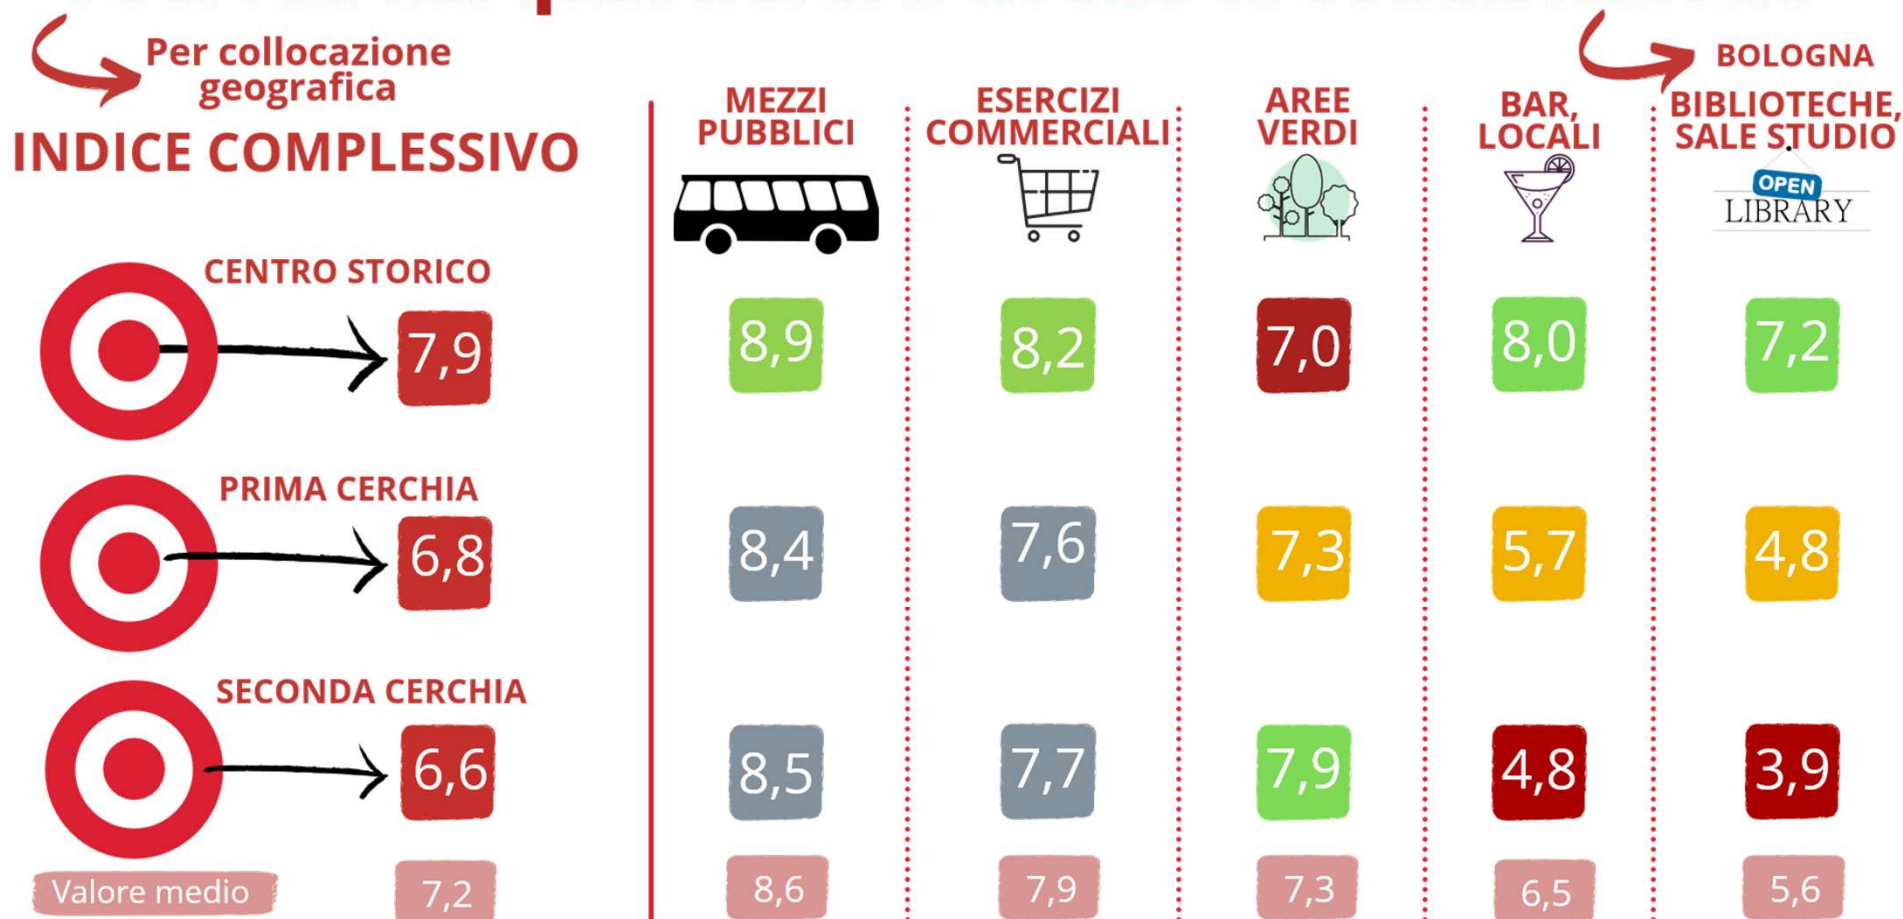 Per collocazione
geografica
INDICE COMPLESSIVO
MEZZI
PUBBLICI
ESERCIZI
COMMERCIALI
AREE
VERDI
BAR,
LOCALI
BOLOGNA
BIBLIOTECHE,
SALE STUDIO
OPEN
LIBRARY
CENTRO STORICO
7,9
8,9
8,2
7,0
8,0
7,2
PRIMA CERCHIA
6,8
8,4
7,6
7,3
5,7
4,8
SECONDA CERCHIA
6,6
8,5
7,7
7,9
4,8
3,9
Valore medio
7,2
8,6
7,9
7,3
6,5
5,6